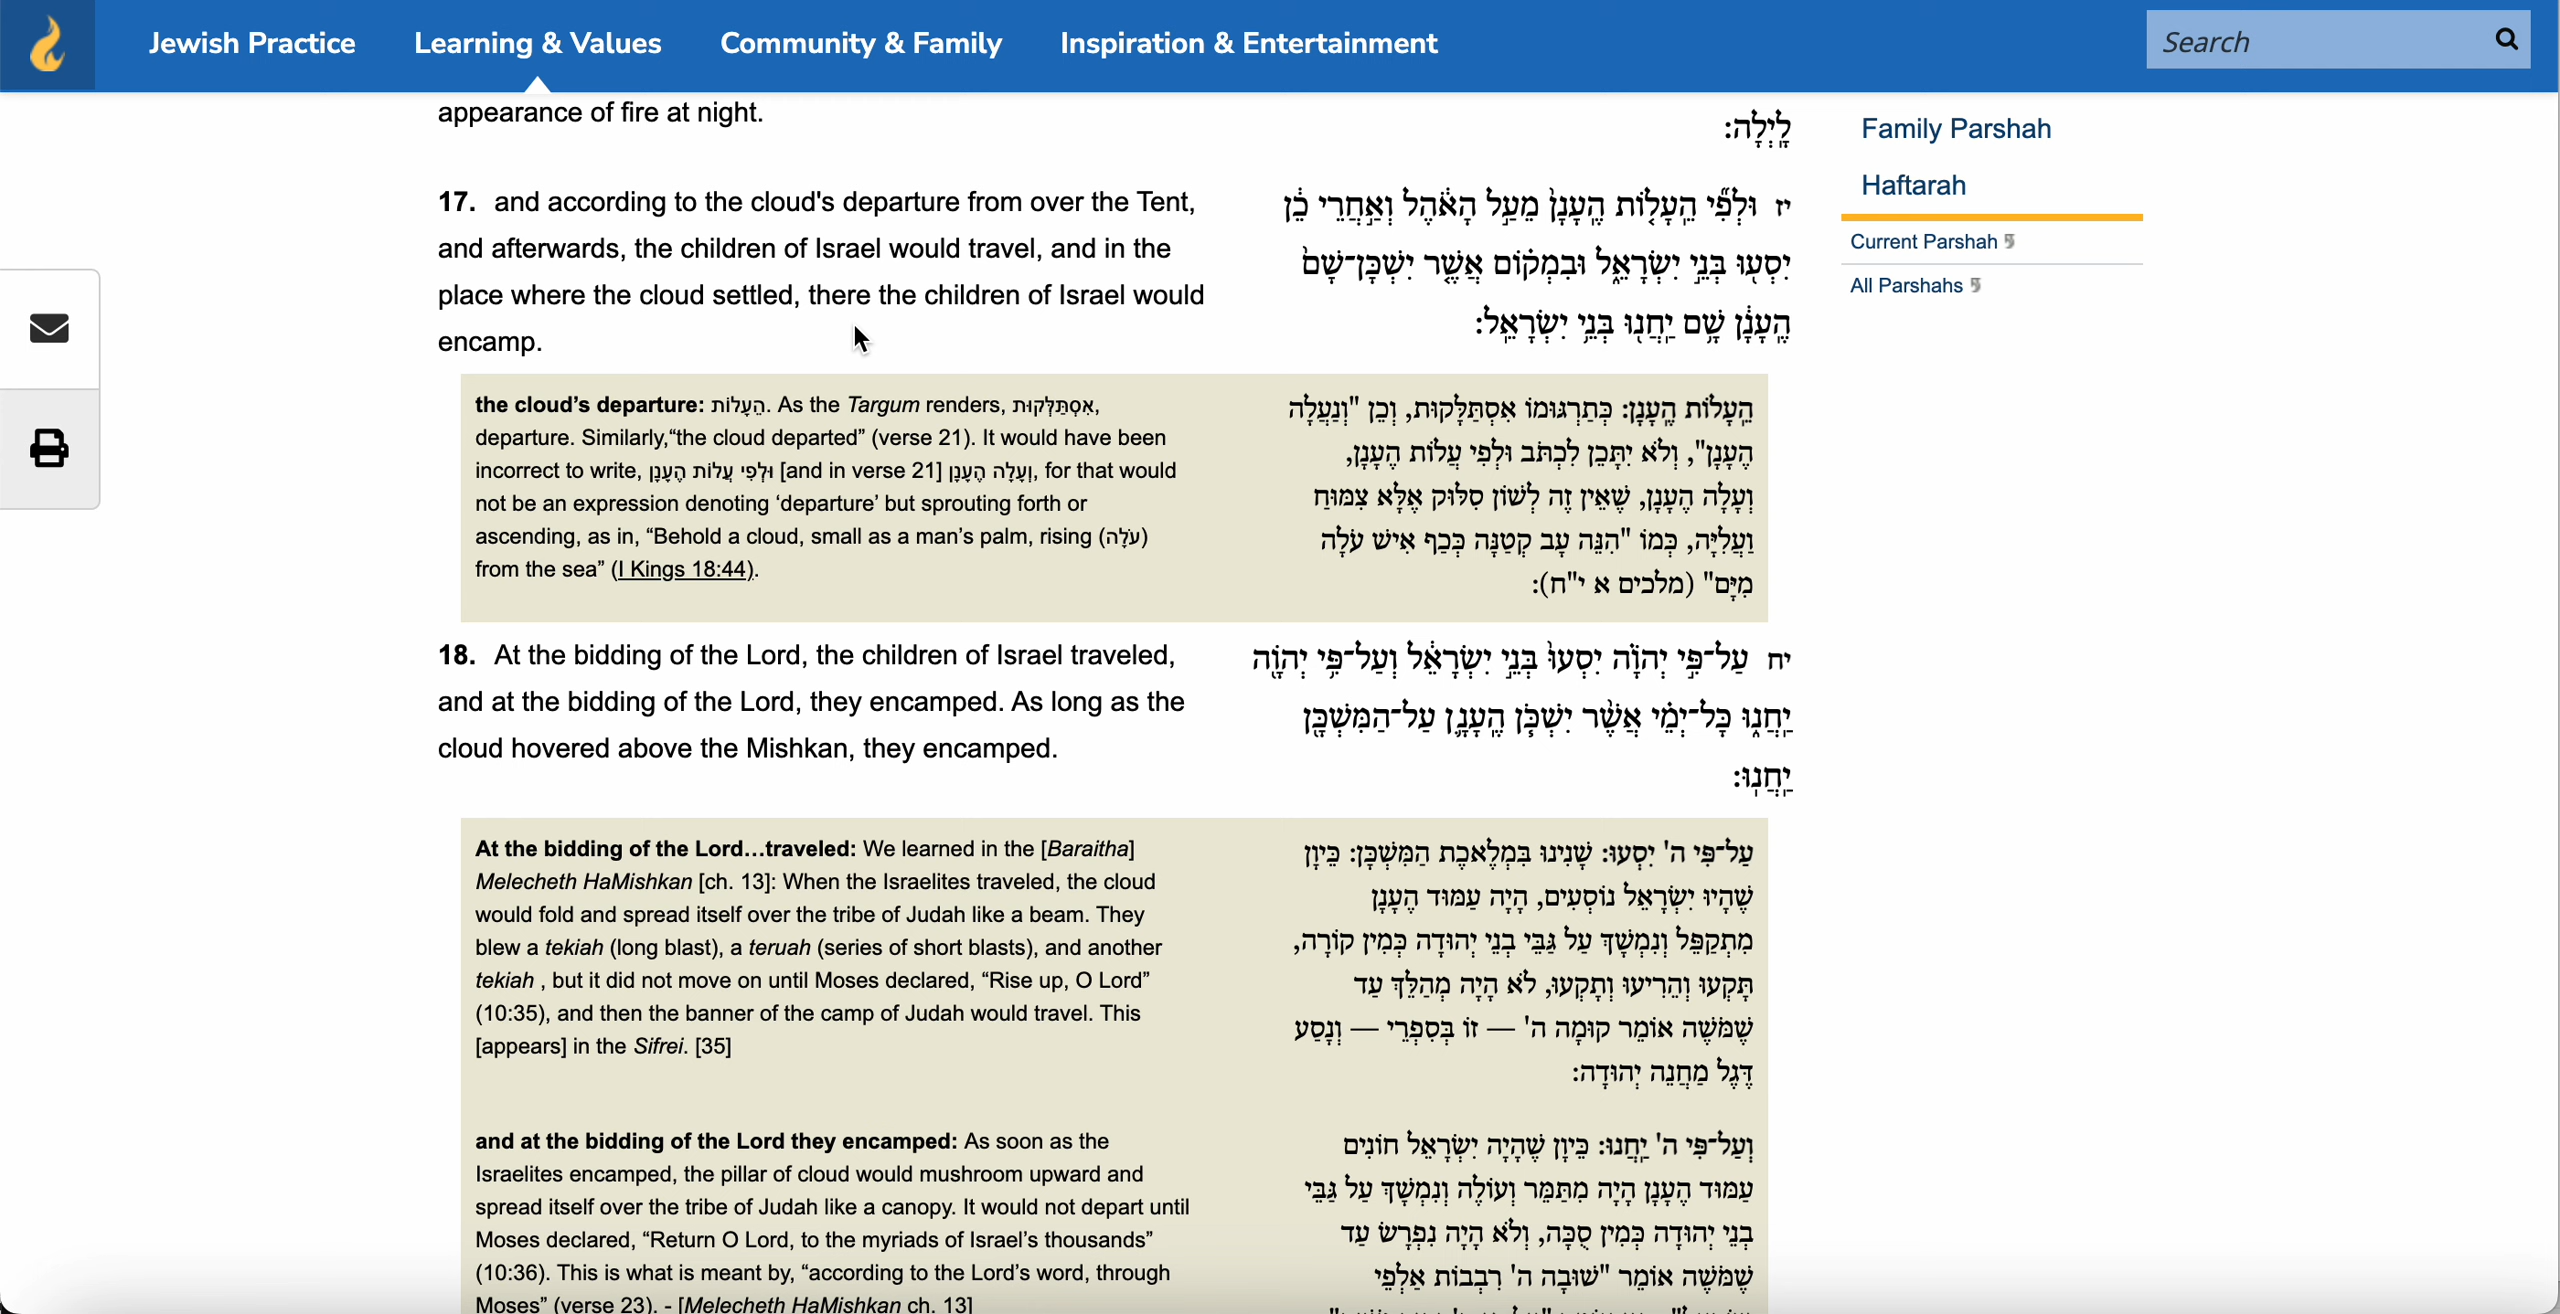 Jewish Practice
Learning & Values
Community & Family
Inspiration & Entertainment
Search
appearance of fire at night.
לָֽיְלָה:
17. and according to the cloud's departure from over the Tent,
and afterwards, the children of Israel would travel, and in the
place where the cloud settled, there the children of Israel would
encamp.
יז וּלְפִ֞י הֵֽעָל֤וֹת הֶֽעָנָן֙ מֵעַ֣ל הָאֹ֔הֶל וְאַ֣חֲרֵי כֵ֔ן
יִסְע֖וּ בְּנֵ֣י יִשְׂרָאֵ֑ל וּבִמְק֗וֹם אֲשֶׁ֤ר יִשְׁכָּן־שָׁם֙
הֶֽעָנָ֔ן שָׁ֥ם יַֽחֲנ֖וּ בְּנֵ֥י יִשְׂרָאֵֽל:
the cloud’s departure: הֵעָלוֹת. As the Targum renders, אִסְתַּלָּקוּת,
departure. Similarly,“the cloud departed” (verse 21). It would have been
incorrect to write, וּלְפִי עֲלוֹת הֶעָנָן [and in verse 21] וְעָלָה הֶעָנָן, for that would
not be an expression denoting ‘departure’ but sprouting forth or
ascending, as in, “Behold a cloud, small as a man’s palm, rising (עֹלָה)
from the sea” (I Kings 18:44).
הֵֽעָלוֹת הֶֽעָנָן: כְּתַרְגּוּמוֹ אִסְתַּלָּקוּת, וְכֵן "וְנַעֲלָה
הֶעָנָן", וְלֹא יִתָּכֵן לִכְתֹּב וּלְפִי עֲלוֹת הֶעָנָן,
וְעָלָה הֶעָנָן, שֶׁאֵין זֶה לְשׁוֹן סִלּוּק אֶלָּא צִמּוּחַ
וַעֲלִיָּה, כְּמוֹ "הִנֵּה עָב קְטַנָּה כְּכַף אִישׁ עֹלָה
מִיָּם" (מלכים א י"ח):
18. At the bidding of the Lord, the children of Israel traveled,
and at the bidding of the Lord, they encamped. As long as the
cloud hovered above the Mishkan, they encamped.
יח עַל־פִּ֣י יְהֹוָ֗ה יִסְעוּ֙ בְּנֵ֣י יִשְׂרָאֵ֔ל וְעַל־פִּ֥י יְהֹוָ֖ה
יַֽחֲנ֑וּ כָּל־יְמֵ֗י אֲשֶׁ֨ר יִשְׁכֹּ֧ן הֶֽעָנָ֛ן עַל־הַמִּשְׁכָּ֖ן
יַֽחֲנֽוּ:
At the bidding of the Lord…traveled: We learned in the [Baraitha]
Melecheth HaMishkan [ch. 13]: When the Israelites traveled, the cloud
would fold and spread itself over the tribe of Judah like a beam. They
blew a tekiah (long blast), a teruah (series of short blasts), and another
tekiah , but it did not move on until Moses declared, “Rise up, O Lord”
(10:35), and then the banner of the camp of Judah would travel. This
[appears] in the Sifrei. [35]
עַל־פִּי ה' יִסְעוּ: שָׁנִינוּ בִּמְלֶאכֶת הַמִּשְׁכָּן: כֵּיוָן
שֶׁהָיוּ יִשְׂרָאֵל נוֹסְעִים, הָיָה עַמּוּד הֶעָנָן
מִתְקַפֵּל וְנִמְשָׁךְ עַל גַּבֵּי בְנֵי יְהוּדָה כְּמִין קוֹרָה,
תָּקְעוּ וְהֵרִיעוּ וְתָקְעוּ, לֹא הָיָה מְהַלֵּךְ עַד
שֶׁמֹּשֶׁה אוֹמֵר קוּמָה ה' — זוֹ בְּסִפְרֵי — וְנָסַע
דֶּגֶל מַחֲנֵה יְהוּדָה:
and at the bidding of the Lord they encamped: As soon as the
Israelites encamped, the pillar of cloud would mushroom upward and
spread itself over the tribe of Judah like a canopy. It would not depart until
Moses declared, “Return O Lord, to the myriads of Israel’s thousands”
(10:36). This is what is meant by, “according to the Lord’s word, through
Moses” (verse 23). - [Melecheth HaMishkan ch. 13]
וְעַל־פִּי ה' יַֽחֲנוּ: כֵּיוָן שֶׁהָיָה יִשְׂרָאֵל חוֹנִים
עַמּוּד הֶעָנָן הָיָה מִתַּמֵּר וְעוֹלֶה וְנִמְשָׁךְ עַל גַּבֵּי
בְנֵי יְהוּדָה כְּמִין סֻכָּה, וְלֹא הָיָה נִפְרָשׂ עַד
שֶׁמֹּשֶׁה אוֹמֵר "שׁוּבָה ה' רִבְבוֹת אַלְפֵי
Family Parshah
Haftarah
Current Parshah
All Parshahs